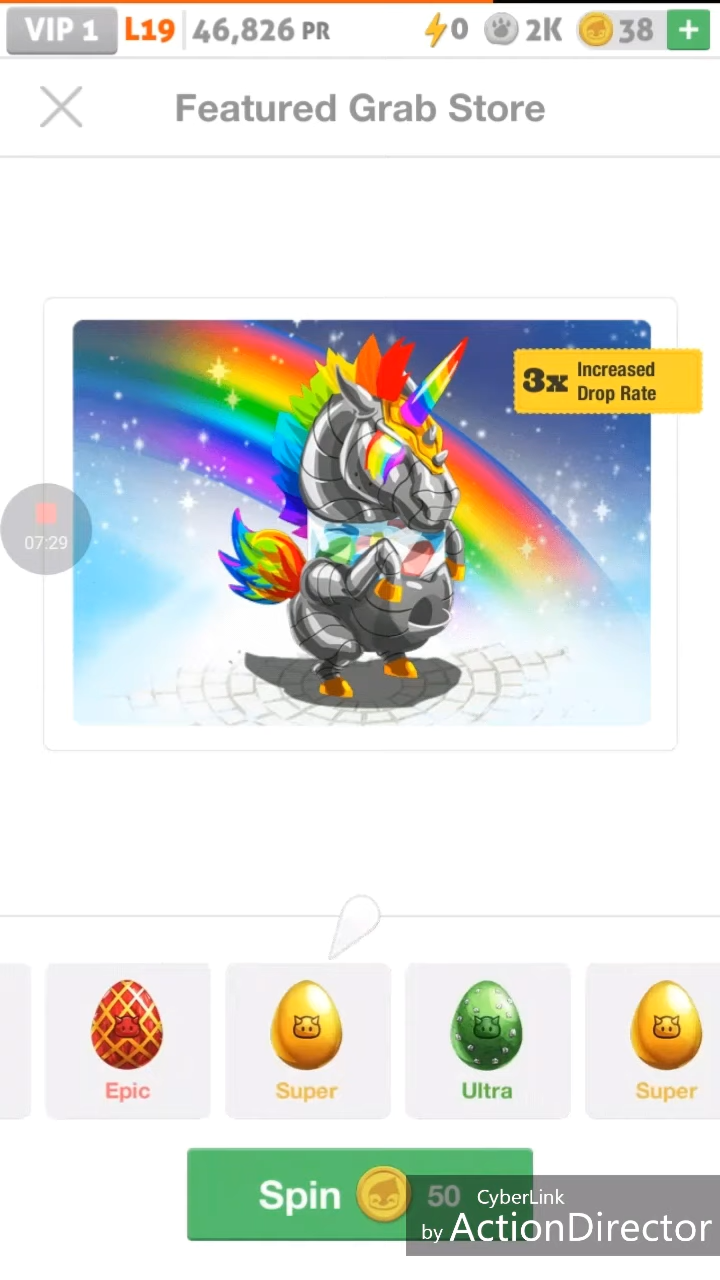 VIP 1 L19 46,826 PR 0 2K 38 +
Featured Grab Store
3x Increased
Drop Rate
07:29
Epic Super Ultra Super
Spin 50
CyberLink
by ActionDirector